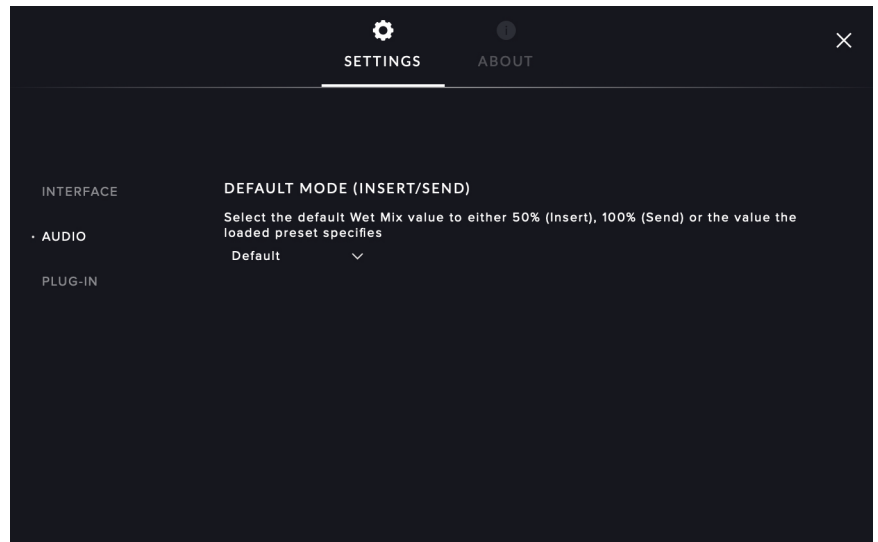 SETTINGS
ABOUT
INTERFACE
· AUDIO
PLUG-IN
DEFAULT MODE (INSERT/SEND)
Select the default Wet Mix value to either 50% (Insert), 100% (Send) or the value the
loaded preset specifies
Default